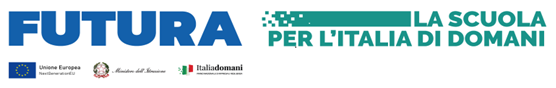 FUTURA
LA SCUOLA
PER L'ITALIA DI DOMANI
Unione Europea
NextGenerationEU
Ministero dell'Istruzione
Italiadomani